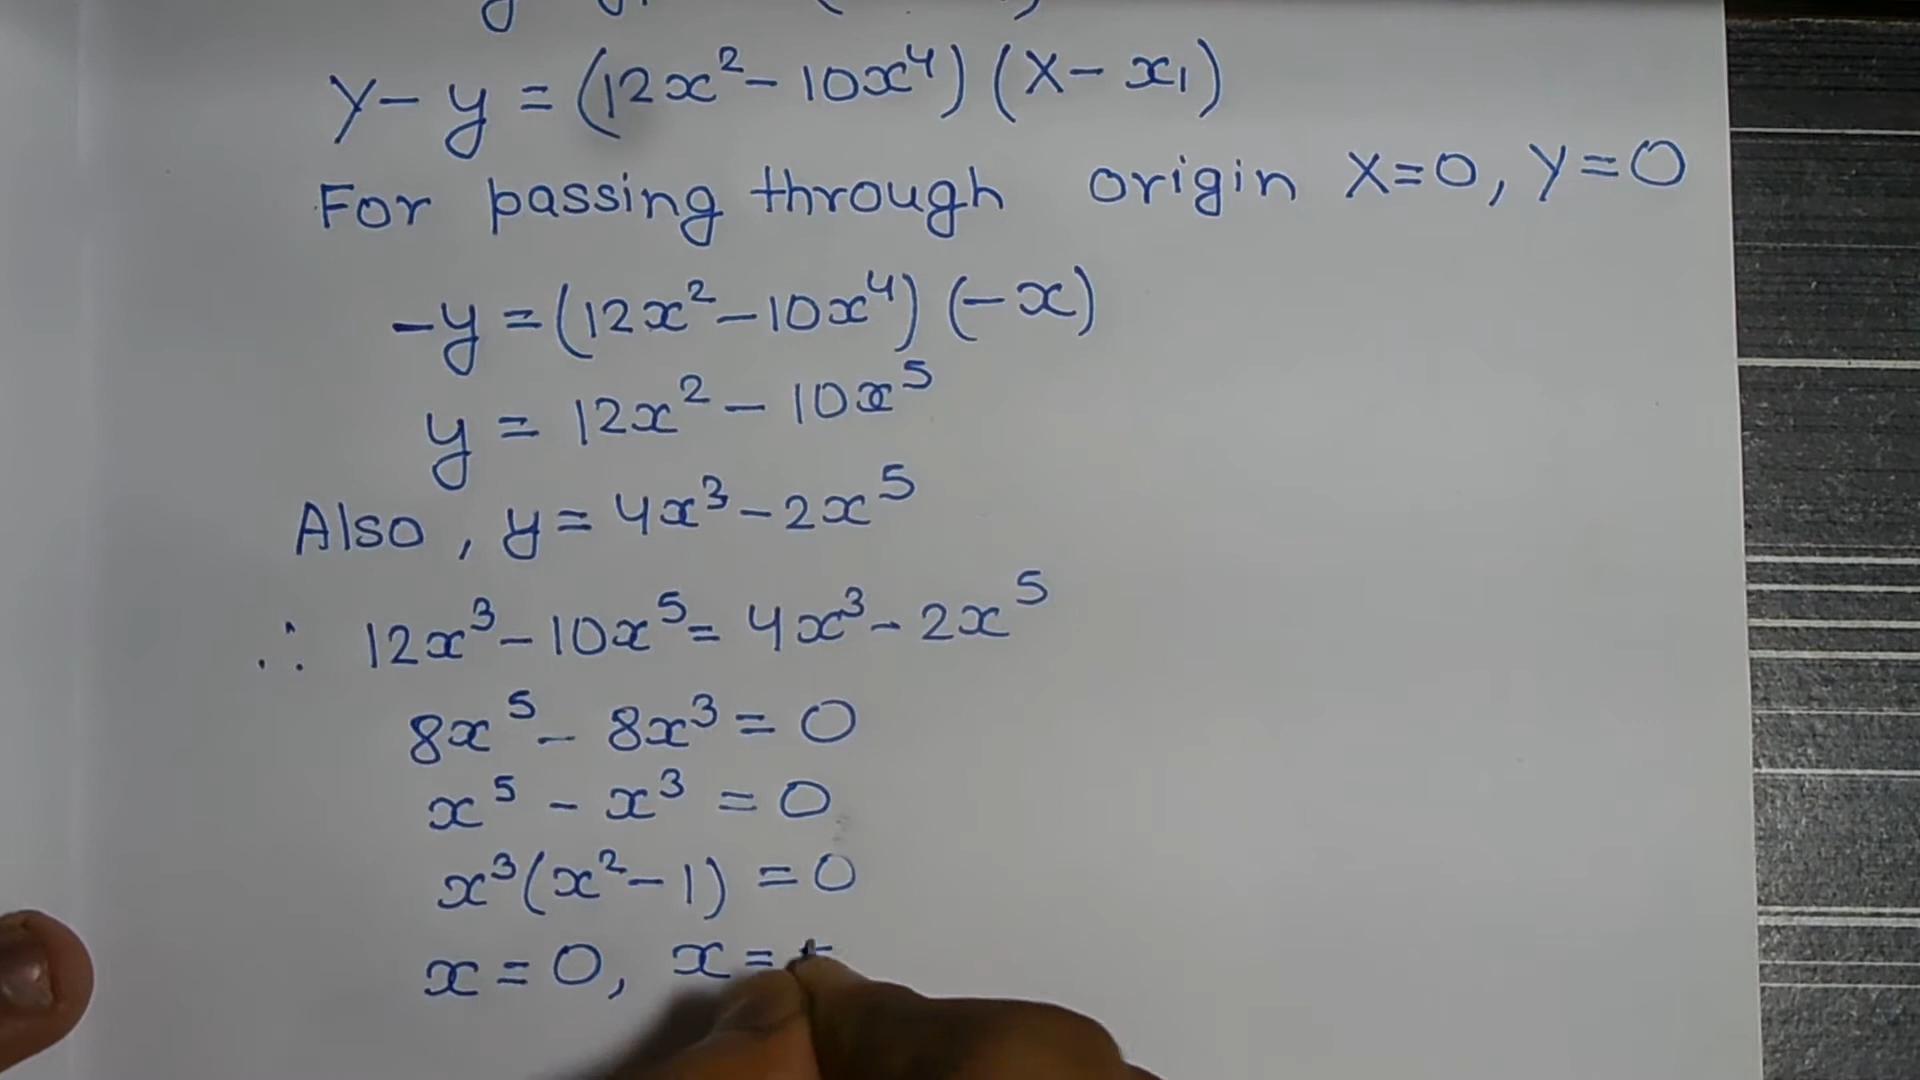 Y - y = (12x² - 10x⁴) (X - x₁)
For passing through origin X=0, Y=0
-y = (12x² - 10x⁴) (-x)
y = 12x² - 10x⁵
Also, y = 4x³ - 2x⁵
∴ 12x³ - 10x⁵ = 4x³ - 2x⁵
8x⁵ - 8x³ = 0
x⁵ - x³ = 0
x³(x² - 1) = 0
x = 0, x =